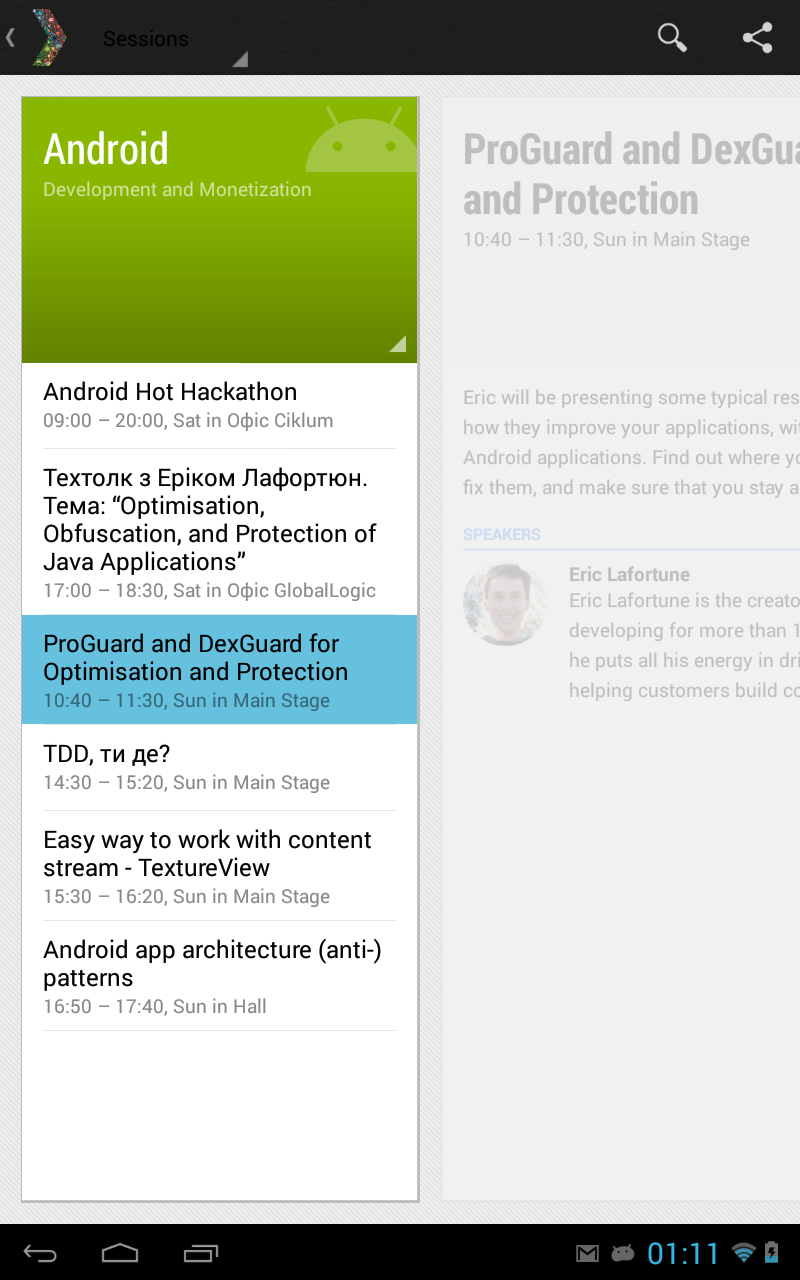 Sessions
Android
Development and Monetization
Android Hot Hackathon
09:00 – 20:00, Sat in Офіс Ciklum
Техтолк з Еріком Лафортюн.
Тема: “Optimisation,
Obfuscation, and Protection of
Java Applications”
17:00 – 18:30, Sat in Офіс GlobalLogic
ProGuard and DexGuard for
Optimisation and Protection
10:40 – 11:30, Sun in Main Stage
TDD, ти де?
14:30 – 15:20, Sun in Main Stage
Easy way to work with content
stream - TextureView
15:30 – 16:20, Sun in Main Stage
Android app architecture (anti-)
patterns
16:50 – 17:40, Sun in Hall
ProGuard and DexGua
and Protection
10:40 – 11:30, Sun in Main Stage
Eric will be presenting some typical res
how they improve your applications, wit
Android applications. Find out where yo
fix them, and make sure that you stay a
SPEAKERS
Eric Lafortune
Eric Lafortune is the creato
developing for more than 1
he puts all his energy in dri
helping customers build co
01:11